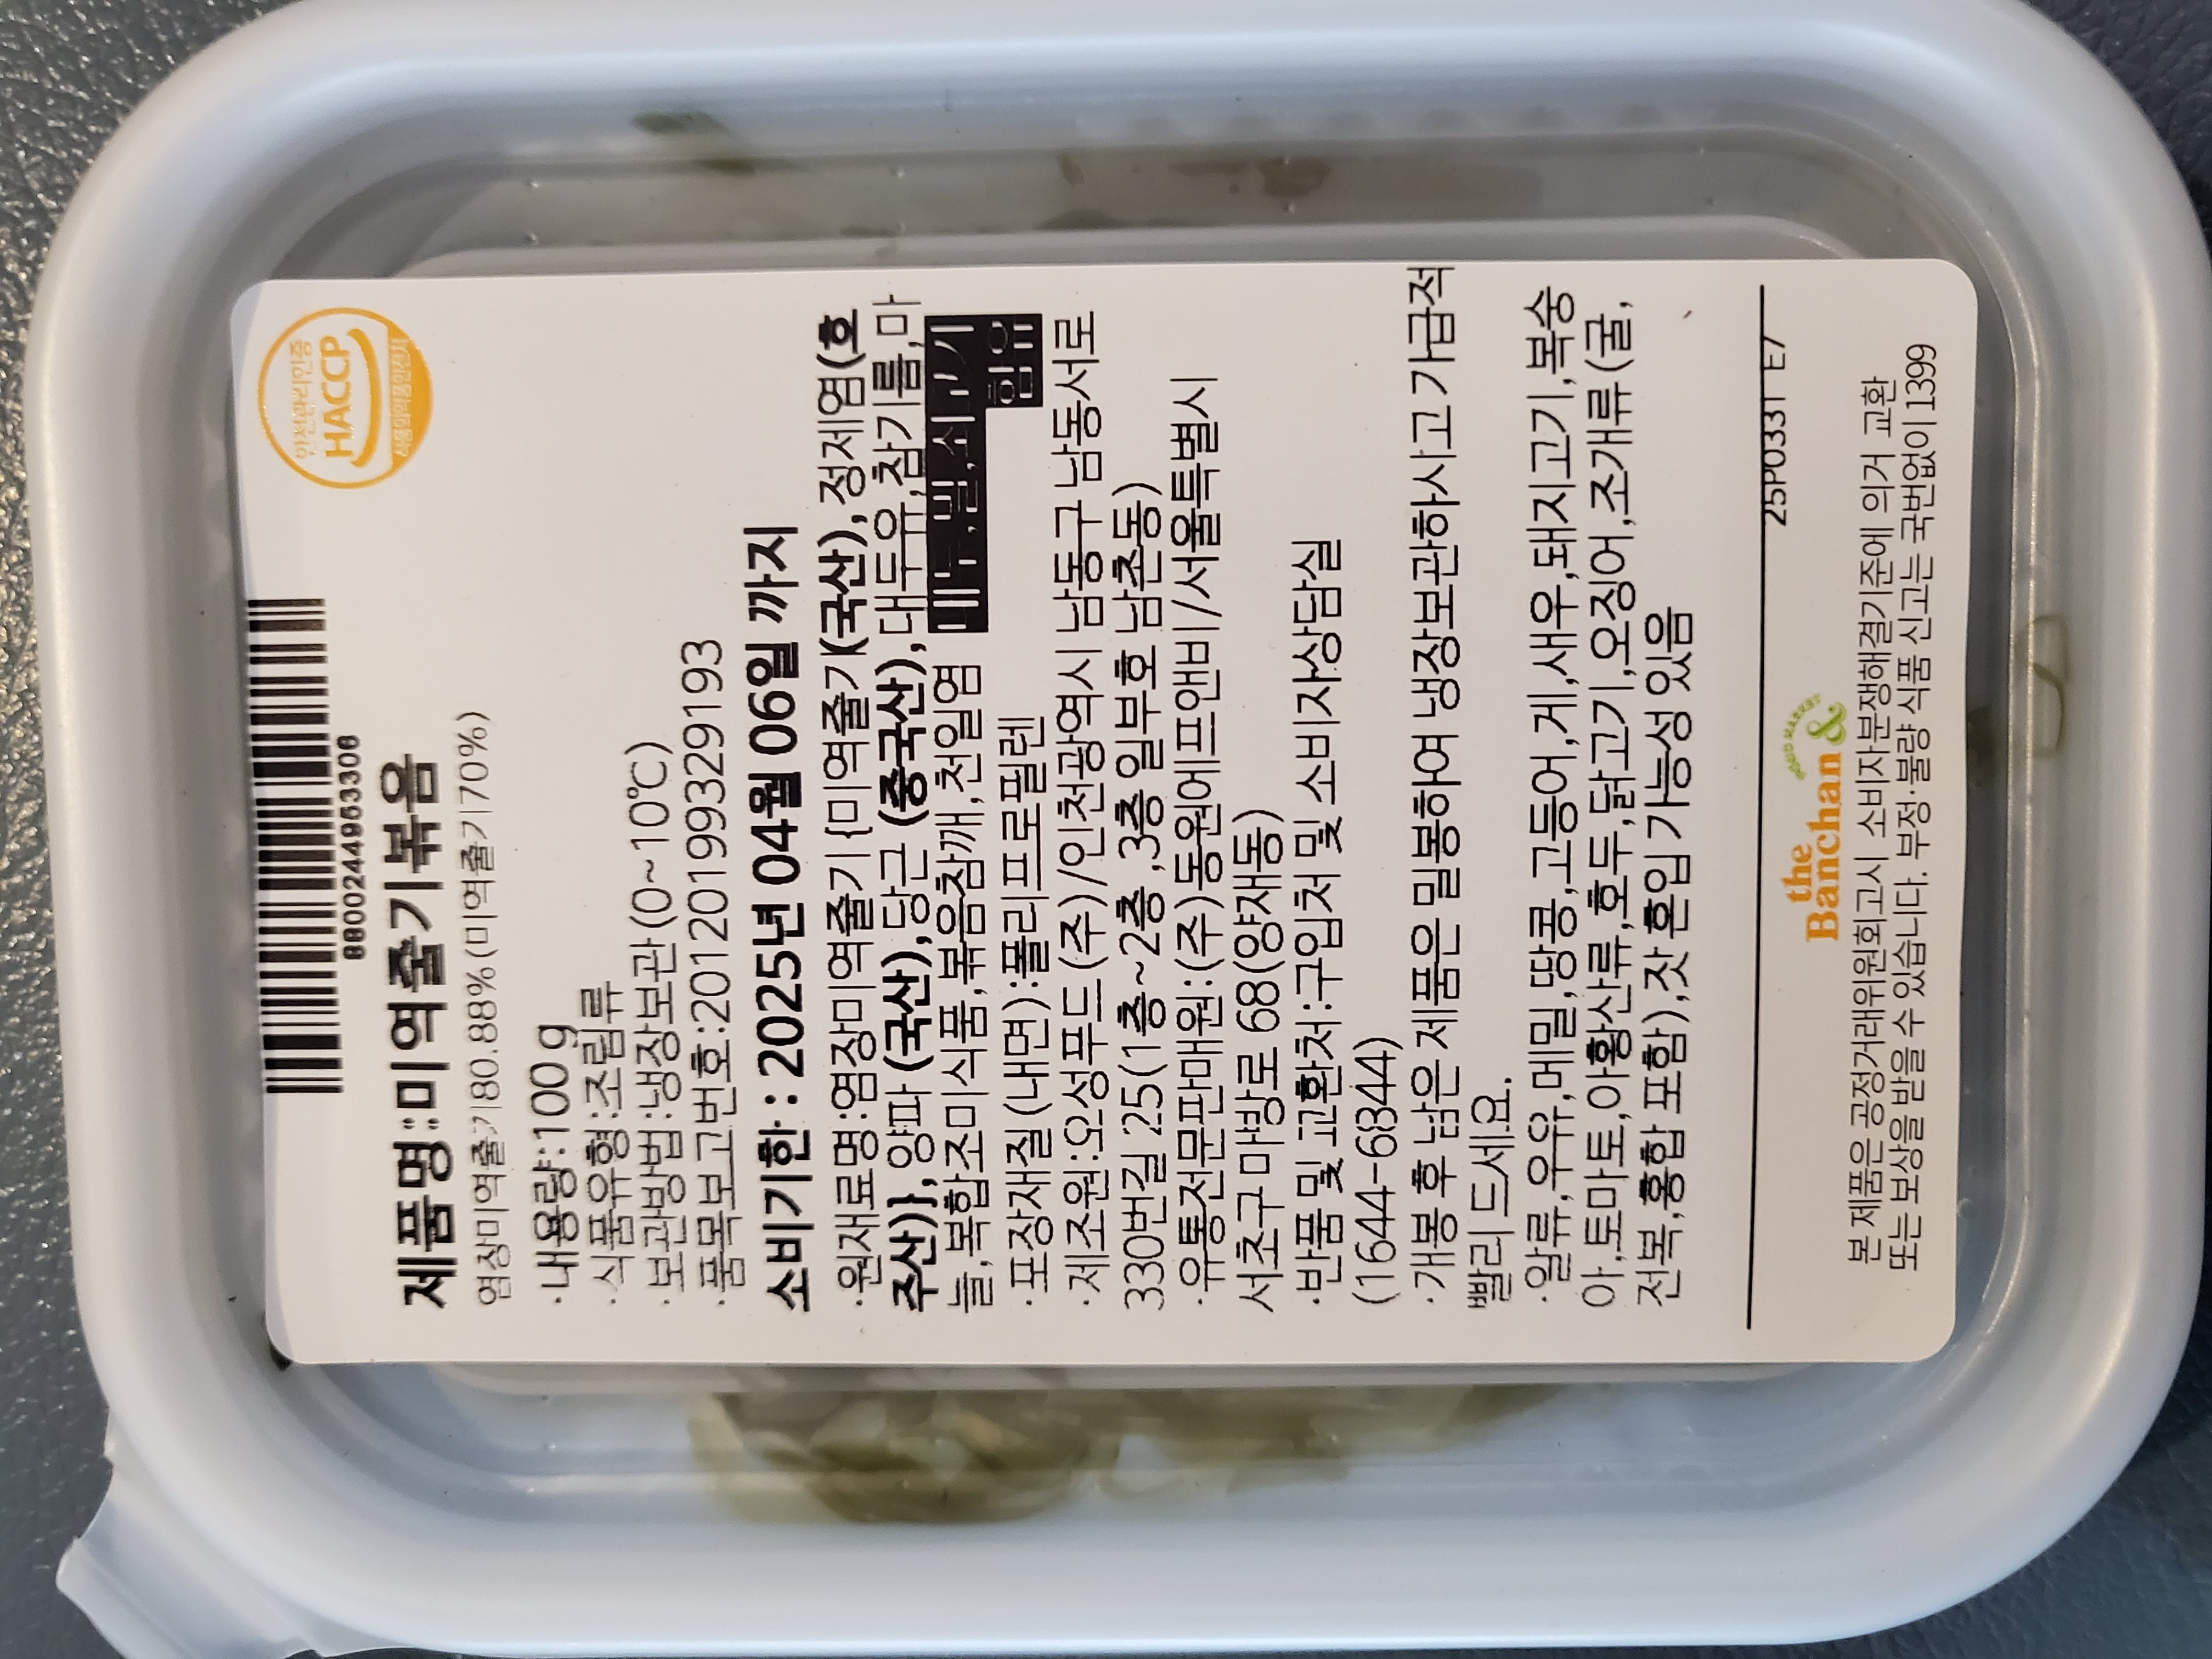 안전관리인증
HACCP
식품의약품안전처
8800244963306
제품명:미역줄기볶음
염장미역줄기80.88%(미역줄기70%)
·내용량:100g
·식품유형:조림류
·보관방법:냉장보관(0~10℃)
·품목보고번호:2012019932919​3
소비기한 : 2025년 04월 06일 까지
·원재료명:염장미역줄기{미역줄기(국산),정제염(호
주산)},양파(국산),당근(중국산),대두유,참기름,마
늘,복합조미식품,볶음참깨,천일염 대두,밀,쇠고기
함유
·포장재질(내면):폴리프로필렌
·제조원:오성푸드(주)/인천광역시 남동구 남동서로
330번길 25(1층~2층,3층 일부호 남촌동)
·유통전문판매원:(주)동원에프앤비/서울특별시
서초구 마방로 68(양재동)
·반품 및 교환처:구입처 및 소비자상담실
(1644-6844)
·개봉 후 남은 제품은 밀봉하여 냉장보관하시고 가급적
빨리 드세요.
·알류,우유,메밀,땅콩,고등어,게,새우,돼지고기,복숭
아,토마토,아황산류,호두,닭고기,오징어,조개류(굴,
전복,홍합 포함),잣 혼입 가능성 있음
25P0331 E7
the
Banchan &
본 제품은 공정거래위원회고시 소비자분쟁해결기준에 의거 교환
또는 보상을 받을 수 있습니다. 부정·불량 식품 신고는 국번없이 1399